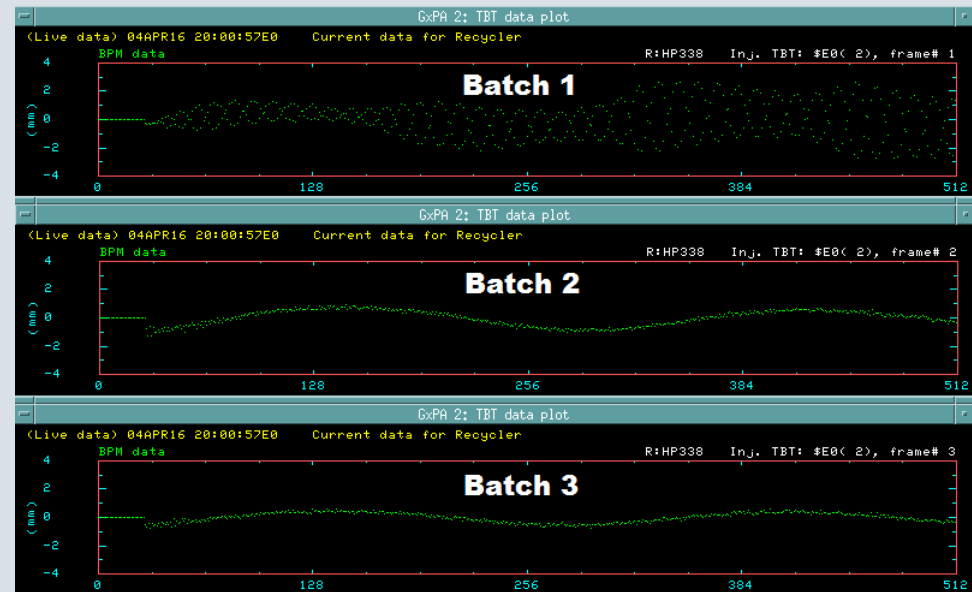 GxPA 2: TBT data plot
(Live data) 04APR16 20:00:57E0 Current data for Recycler
BPM data R:HP338 Inj. TBT: $E0( 2), frame# 1
Batch 1
4
2
0
-2
-4
(mm)
0 128 256 384 512
GxPA 2: TBT data plot
(Live data) 04APR16 20:00:57E0 Current data for Recycler
BPM data R:HP338 Inj. TBT: $E0( 2), frame# 2
Batch 2
4
2
0
-2
-4
(mm)
0 128 256 384 512
GxPA 2: TBT data plot
(Live data) 04APR16 20:00:57E0 Current data for Recycler
BPM data R:HP338 Inj. TBT: $E0( 2), frame# 3
Batch 3
4
2
0
-2
-4
(mm)
0 128 256 384 512